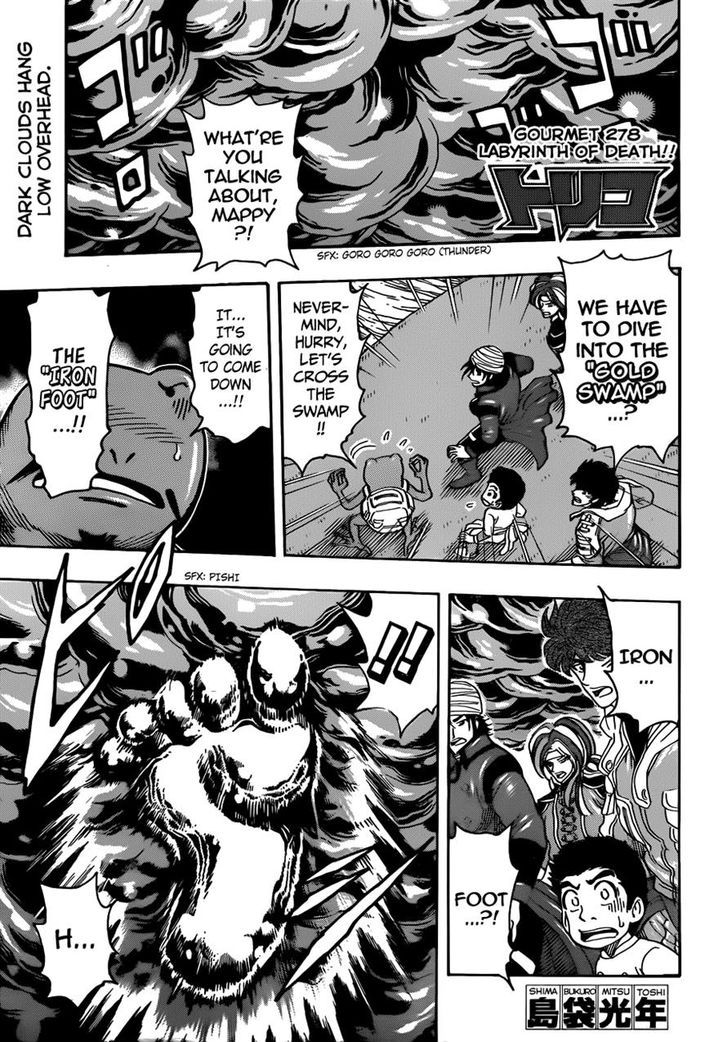 DARK CLOUDS HANG
LOW OVERHEAD.
GOURMET 278
LABYRINTH OF DEATH!!
トリコ
ゴ
ゴ
ロ
WHAT'RE
YOU
TALKING
ABOUT,
MAPPY
?!
SFX: GORO GORO GORO (THUNDER)
WE HAVE
TO DIVE
INTO THE
"GOLD
SWAMP"
...?
NEVER-
MIND,
HURRY,
LET'S
CROSS
THE
SWAMP
!!
IT...
IT'S
GOING
TO COME
DOWN
...!!
THE
"IRON
FOOT"
...!!
SFX: PISHI
IRON
...
FOOT
...?!
!!
H...
SHIMA BUKURO MITSU TOSHI
島袋光年